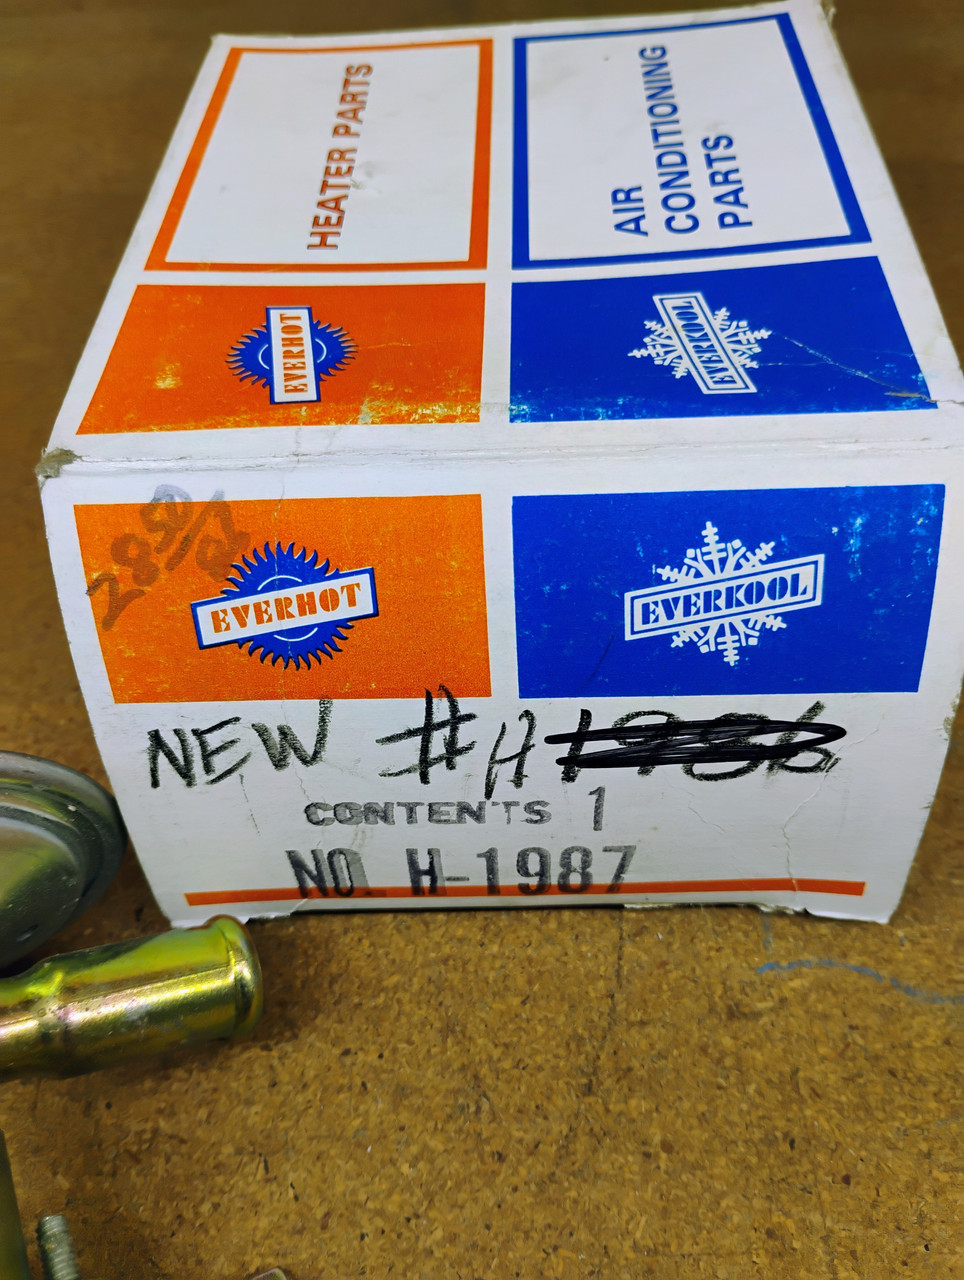 HEATER PARTS
AIR
CONDITIONING
PARTS
EVERHOT
EVERKOOL
EVERHOT
EVERKOOL
NEW # H
CONTENTS 1
NO. H-1987